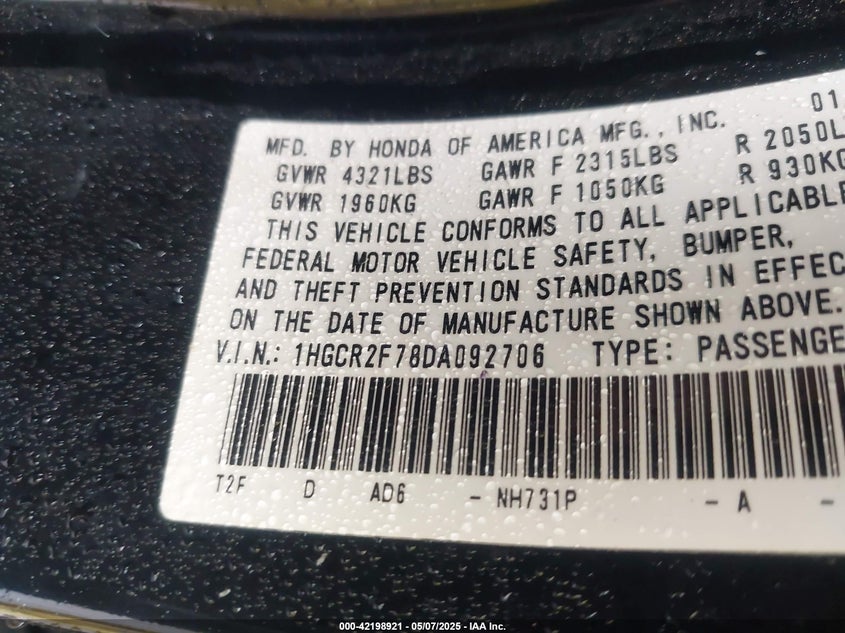 MFD. BY HONDA OF AMERICA MFG., INC. 01
GVWR 4321LBS GAWR F 2315LBS R 2050L
GVWR 1960KG GAWR F 1050KG R 930KG
THIS VEHICLE CONFORMS TO ALL APPLICABLE
FEDERAL MOTOR VEHICLE SAFETY, BUMPER,
AND THEFT PREVENTION STANDARDS IN EFFEC
ON THE DATE OF MANUFACTURE SHOWN ABOVE.
V.I.N.: 1HGCR2F78DA092706 TYPE: PASSENGE
T2F D AD6 - NH731P - A -
000-42198921 | 05/07/2025 - IAA Inc.